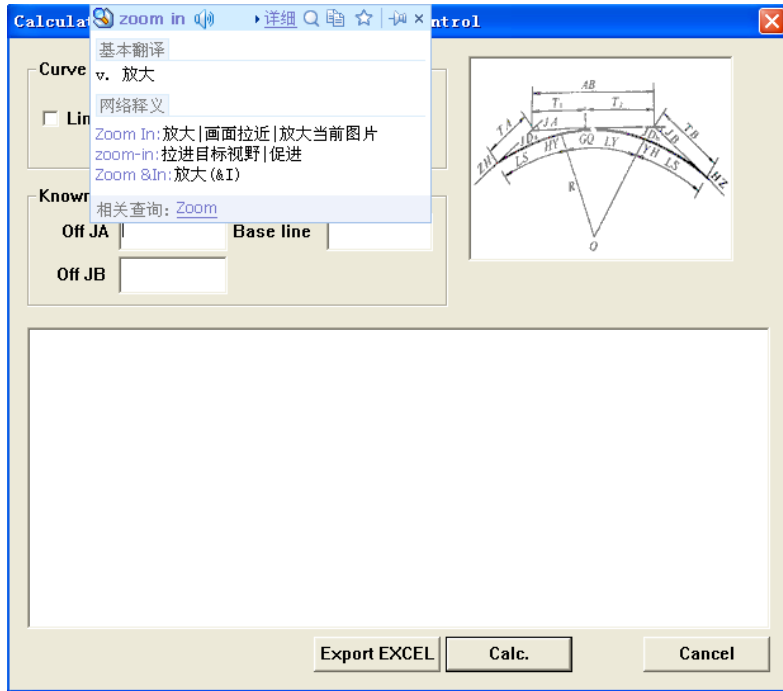 Calculat
zoom in
详细
ntrol
基本翻译
v. 放大
网络释义
Zoom In:放大|画面拉近|放大当前图片
zoom-in:拉进目标视野|促进
Zoom &In:放大(&I)
相关查询: Zoom
Curve
Lin
Known
Off JA
Base line
Off JB
AB
T₁
T₂
TA
JA
JB
TB
ZH
LS
HY
GQ
LY
YH
LS
HZ
R
O
Export EXCEL
Calc.
Cancel